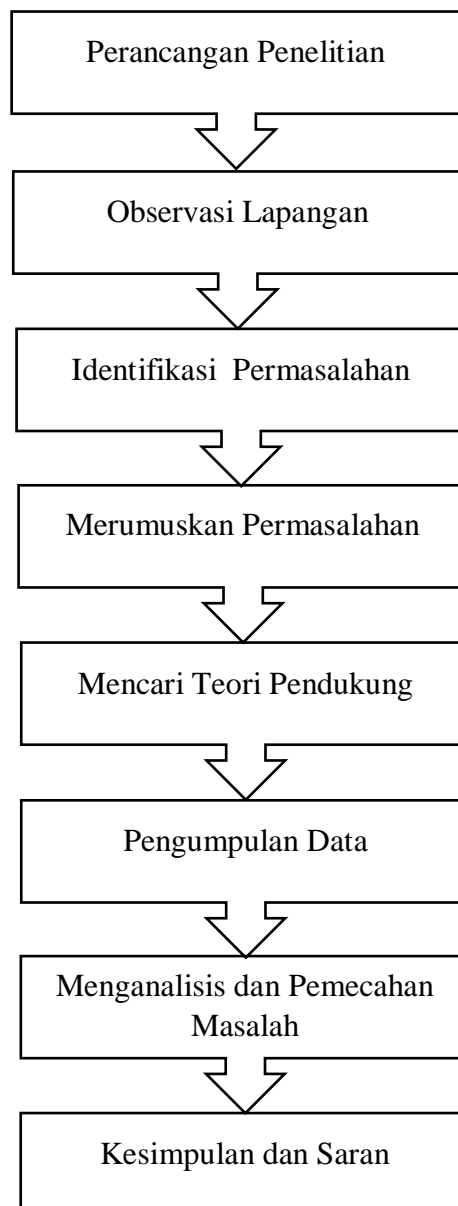 Perancangan Penelitian
Observasi Lapangan
Identifikasi Permasalahan
Merumuskan Permasalahan
Mencari Teori Pendukung
Pengumpulan Data
Menganalisis dan Pemecahan
Masalah
Kesimpulan dan Saran